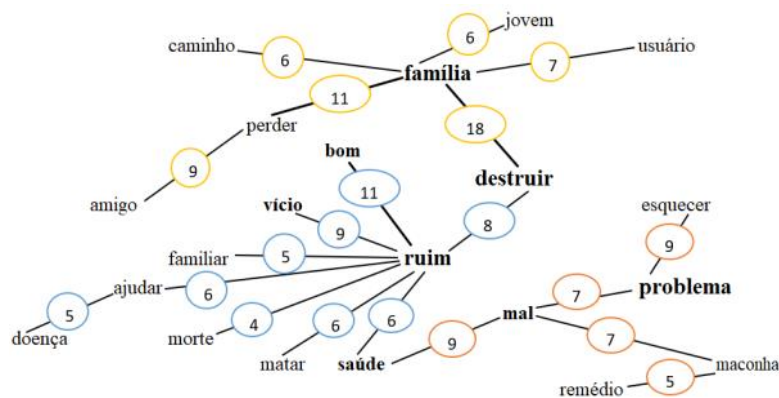 jovem
6
caminho
6
usuário
7
família
11
perder
18
bom
9
11
destruir
amigo
vício
esquecer
9
8
9
familiar
5
ruim
ajudar
6
problema
7
5
mal
doença
morte
4
6
6
7
matar
saúde
9
maconha
remédio
5